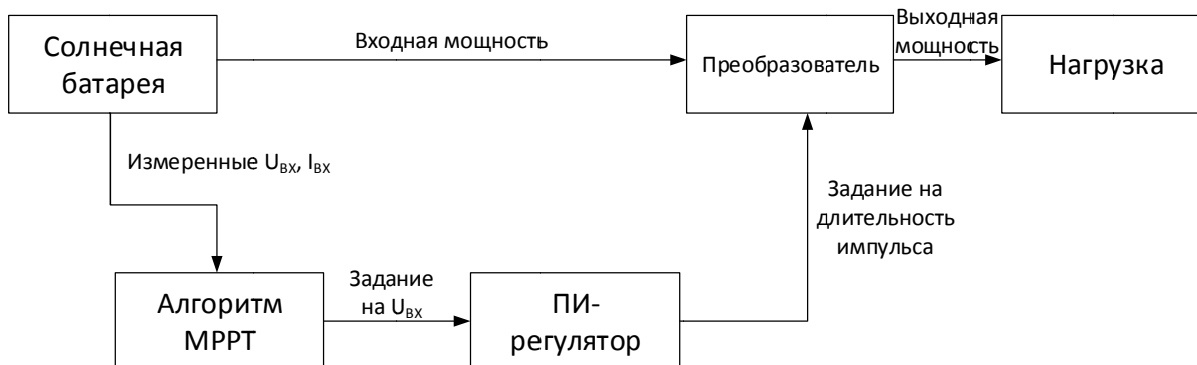 Солнечная
батарея
Входная мощность
Преобразователь
Выходная
мощность
Нагрузка
Измеренные Uвх, Iвх
Задание на
длительность
импульса
Алгоритм
MPPT
Задание
на Uвх
ПИ-
регулятор